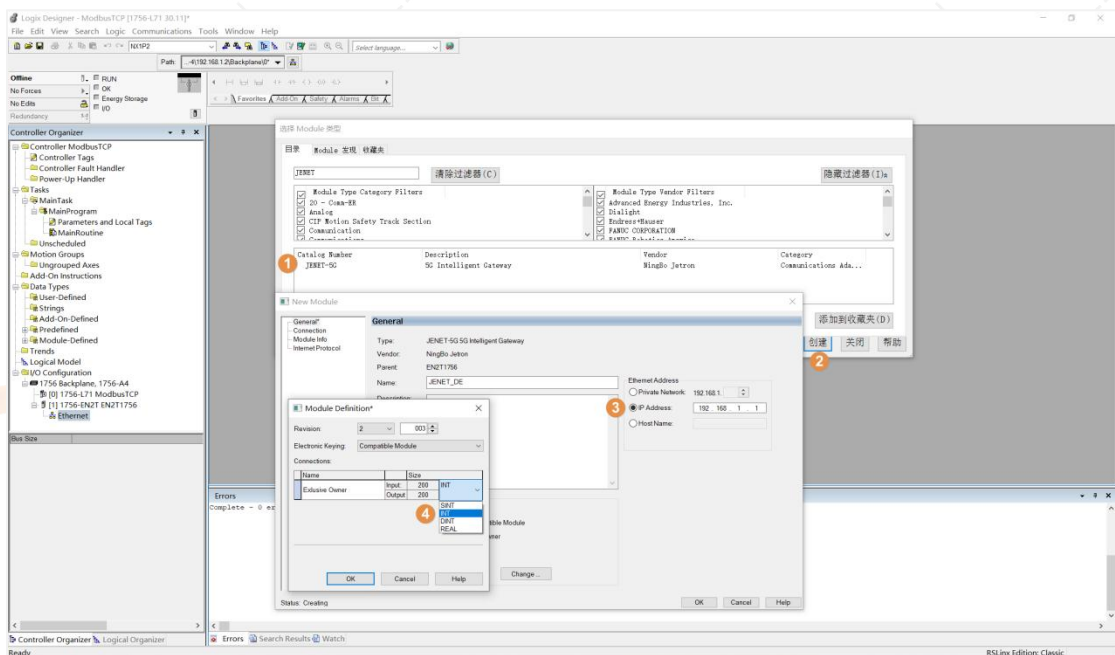 Logix Designer - ModbusTCP [1756-L71 30.11]*
File Edit View Search Logic Communications Tools Window Help
NX1P2
Select language...
Path: ...4\192.168.1.2\Backplane\0*
Offline
RUN
No Forces
OK
Energy Storage
No Edits
I/O
Redundancy
Favorites
Add-On
Safety
Alarms
Bit
Controller Organizer
Controller ModbusTCP
Controller Tags
Controller Fault Handler
Power-Up Handler
Tasks
MainTask
MainProgram
Parameters and Local Tags
MainRoutine
Unscheduled
Motion Groups
Ungrouped Axes
Add-On Instructions
Data Types
User-Defined
Strings
Add-On-Defined
Predefined
Module-Defined
Trends
Logical Model
I/O Configuration
1756 Backplane, 1756-A4
[0] 1756-L71 ModbusTCP
[1] 1756-EN2T EN2T1756
Ethernet
Bus Size
选择 Module 类型
目录 Module 发现 收藏夹
JENET
清除过滤器(C)
隐藏过滤器(I)
Module Type Category Filters
20 - Comm-ER
Analog
CIP Motion Safety Track Section
Communication
Module Type Vendor Filters
Advanced Energy Industries, Inc.
Dialight
Endress+Hauser
FANUC CORPORATION
Catalog Number Description Vendor Category
1 JENET-5G 5G Intelligent Gateway NingBo Jetron Communications Ada...
添加到收藏夹(D)
创建 关闭 帮助
2
New Module
General*
Connection
Module Info
Internet Protocol
General
Type: JENET-5G 5G Intelligent Gateway
Vendor: NingBo Jetron
Parent: EN2T1756
Name: JENET_DE
Description:
Ethernet Address
Private Network: 192.168.1.
3 IP Address: 192 . 168 . 1 . 1
Host Name:
Module Definition*
Revision: 2 003
Electronic Keying: Compatible Module
Connections:
Name Size
Exlusive Owner
Input: 200 INT
Output: 200
SINT
4 INT
DINT
REAL
OK Cancel Help
Change ...
Status: Creating
OK Cancel Help
Errors
Controller Organizer Logical Organizer
Errors Search Results Watch
Ready
RSLinx Edition: Classic